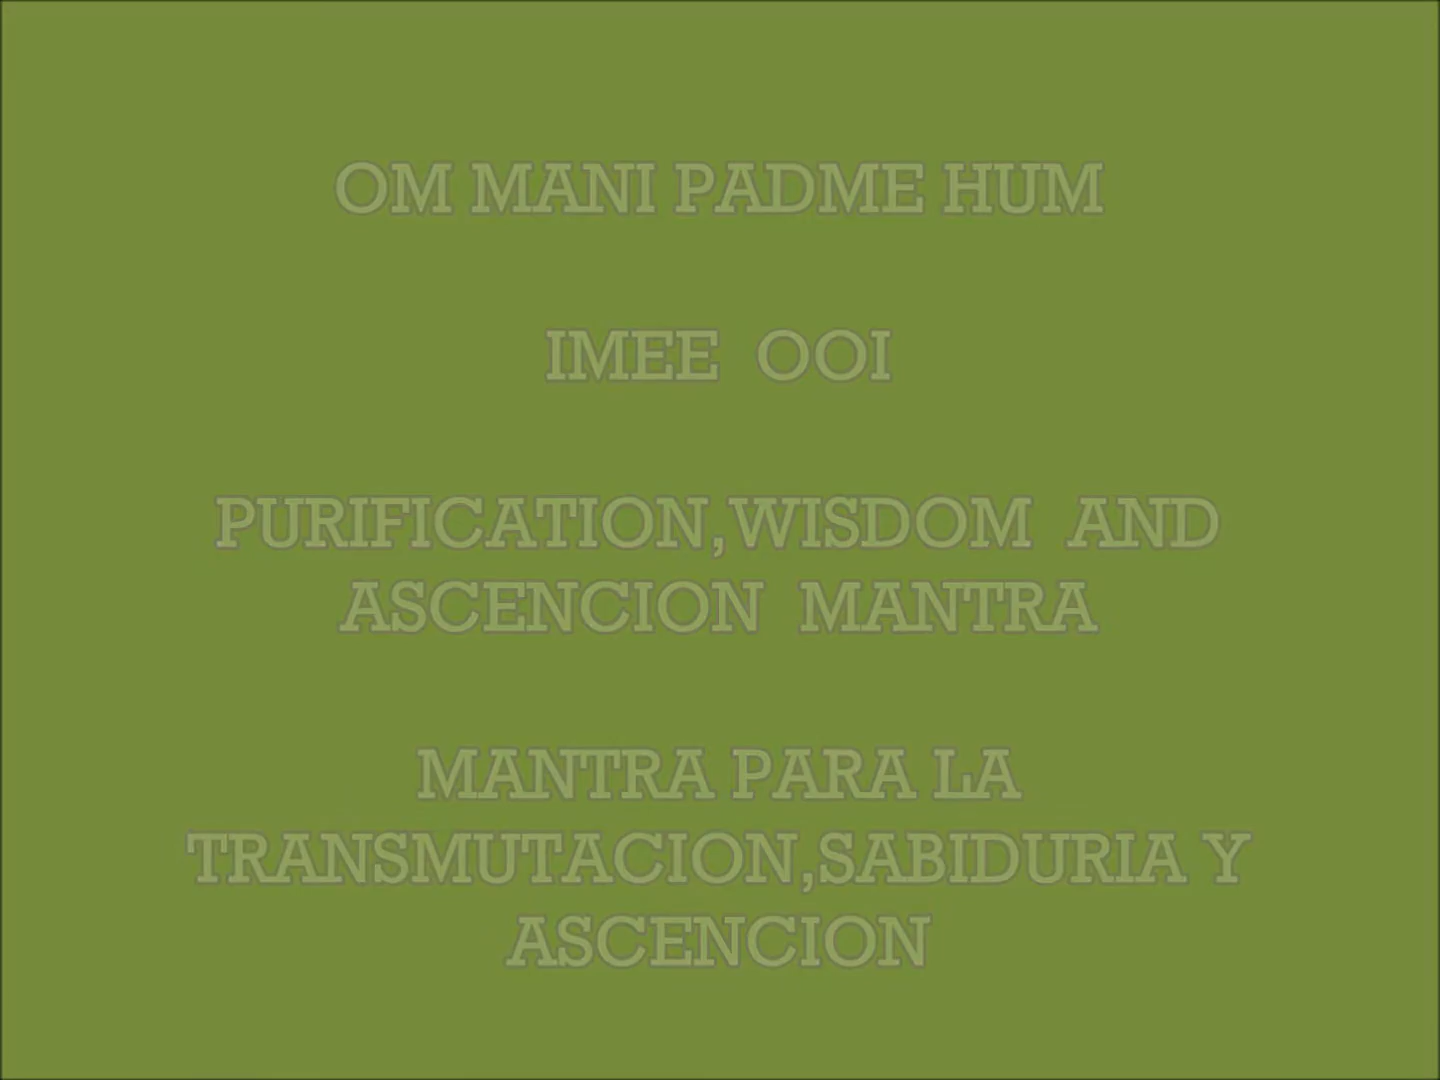 OM MANI PADME HUM
IMEE OOI
PURIFICATION,WISDOM AND
ASCENCION MANTRA
MANTRA PARA LA
TRANSMUTACION,SABIDURIA Y
ASCENCION